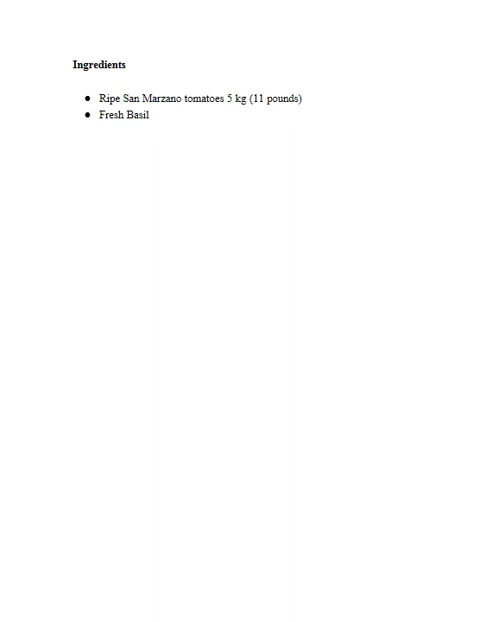 Ingredients
● Ripe San Marzano tomatoes 5 kg (11 pounds)
● Fresh Basil